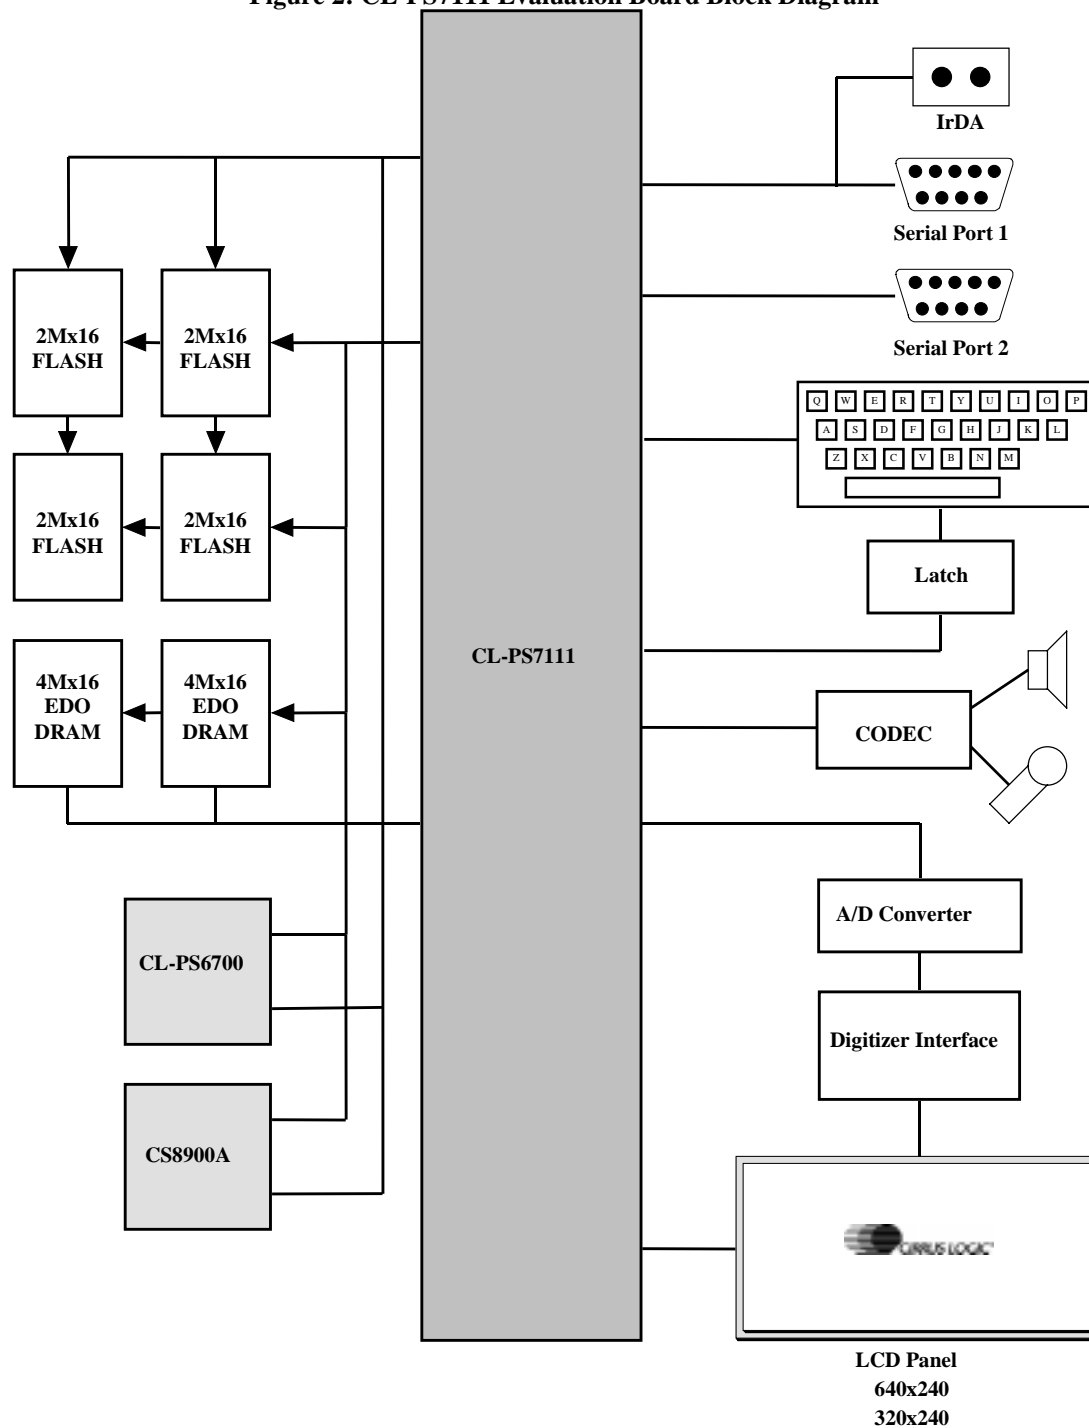 Figure 2: CL-PS7111 Evaluation Board Block Diagram
IrDA
Serial Port 1
Serial Port 2
2Mx16
FLASH
2Mx16
FLASH
Q W E R T Y U I O P
A S D F G H J K L
Z X C V B N M
2Mx16
FLASH
2Mx16
FLASH
Latch
CL-PS7111
4Mx16
EDO
DRAM
4Mx16
EDO
DRAM
CODEC
A/D Converter
CL-PS6700
Digitizer Interface
CS8900A
CIRRUS LOGIC
LCD Panel
640x240
320x240